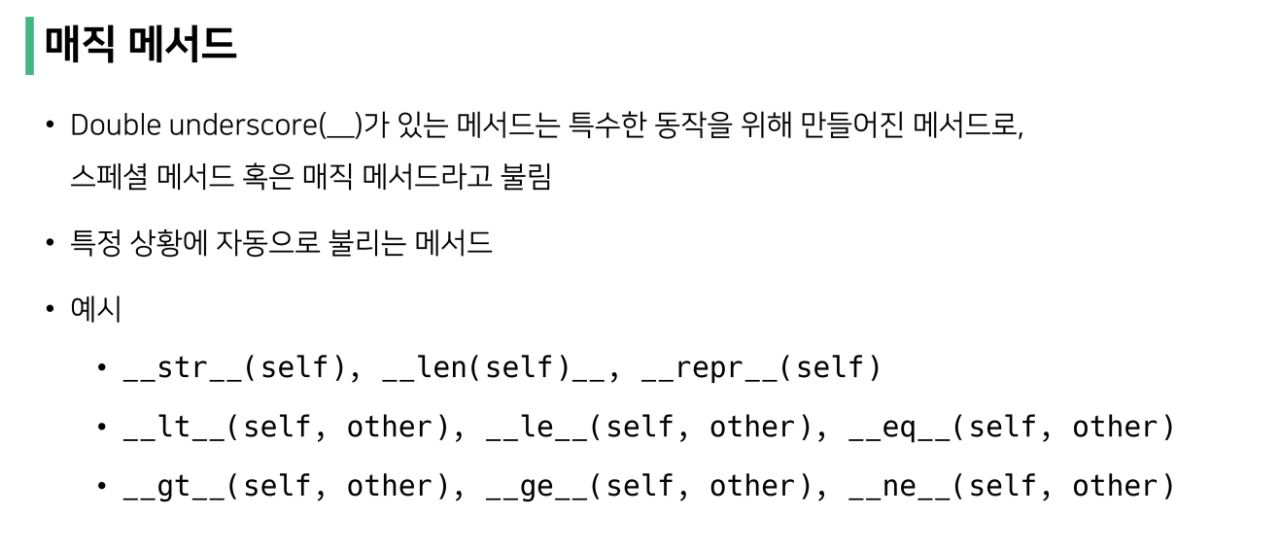 매직 메서드
• Double underscore(__)가 있는 메서드는 특수한 동작을 위해 만들어진 메서드로,
스페셜 메서드 혹은 매직 메서드라고 불림
• 특정 상황에 자동으로 불리는 메서드
• 예시
• __str__(self), __len(self)__, __repr__(self)
• __lt__(self, other), __le__(self, other), __eq__(self, other)
• __gt__(self, other), __ge__(self, other), __ne__(self, other)